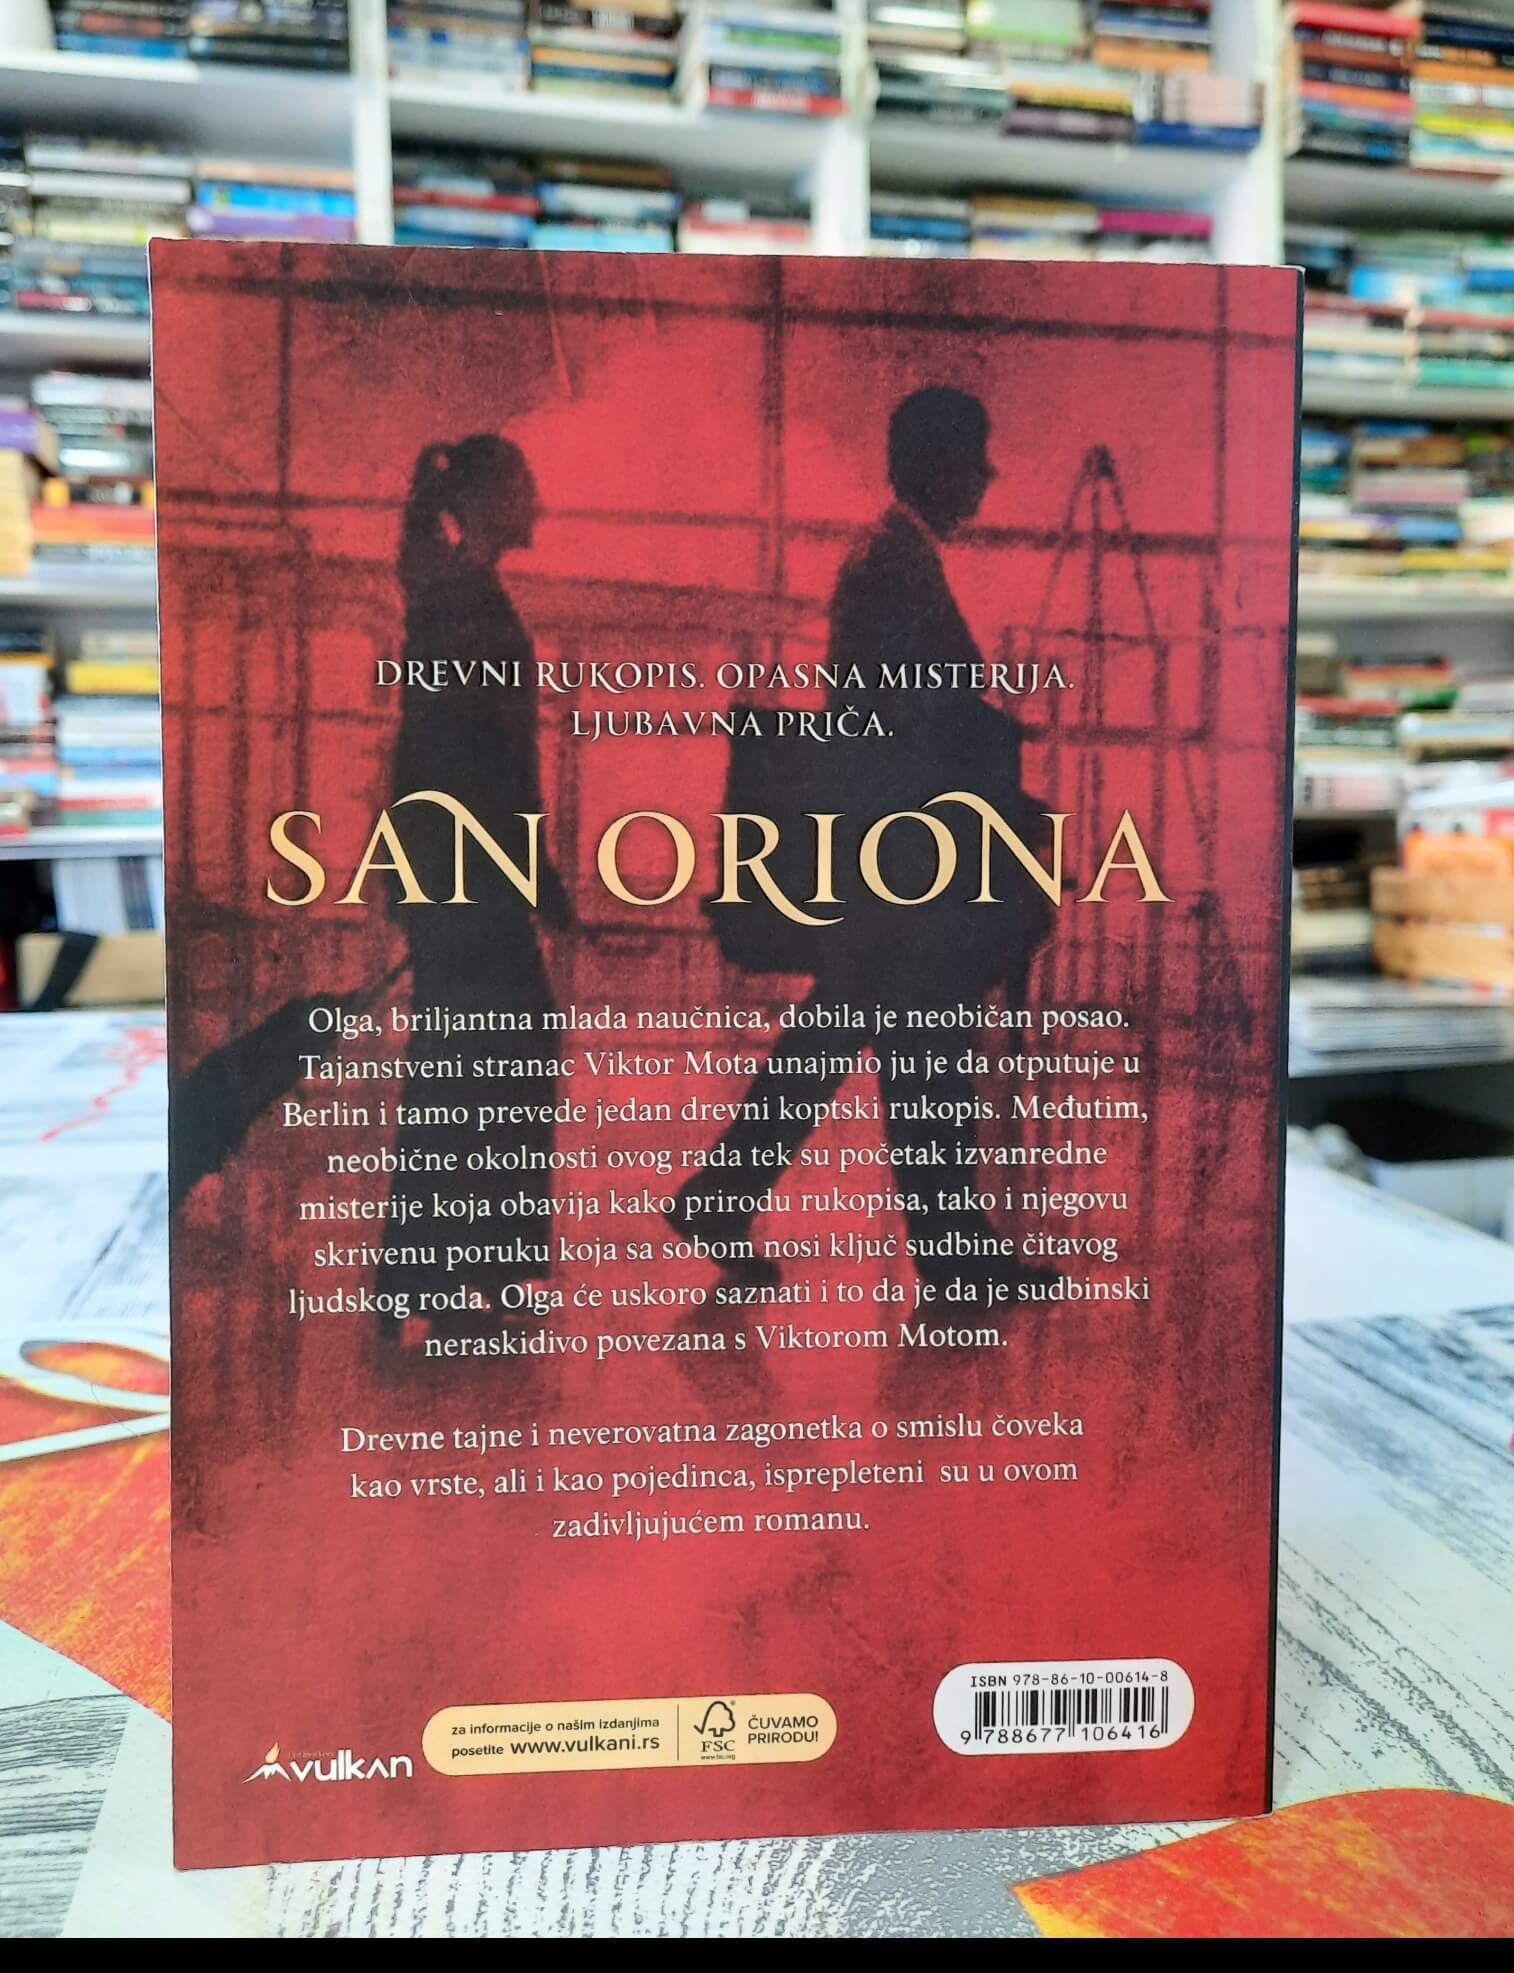 DREVNI RUKOPIS. OPASNA MISTERIJA.
LJUBAVNA PRIČA.
SAN ORIONA
Olga, briljantna mlada naučnica, dobila je neobičan posao.
Tajanstveni stranac Viktor Mota unajmio ju je da otputuje u
Berlin i tamo prevede jedan drevni koptski rukopis. Međutim,
neobične okolnosti ovog rada tek su početak izvanredne
misterije koja obavija kako prirodu rukopisa, tako i njegovu
skrivenu poruku koja sa sobom nosi ključ sudbine čitavog
ljudskog roda. Olga će uskoro saznati i to da je da je sudbinski
neraskidivo povezana s Viktorom Motom.
Drevne tajne i neverovatna zagonetka o smislu čoveka
kao vrste, ali i kao pojedinca, isprepleteni su u ovom
zadivljujućem romanu.
vulkan
za informacije o našim izdanjima
posetite www.vulkani.rs
FSC
www.fsc.org
ČUVAMO
PRIRODU!
ISBN 978-86-10-00614-8
9 788677 106416